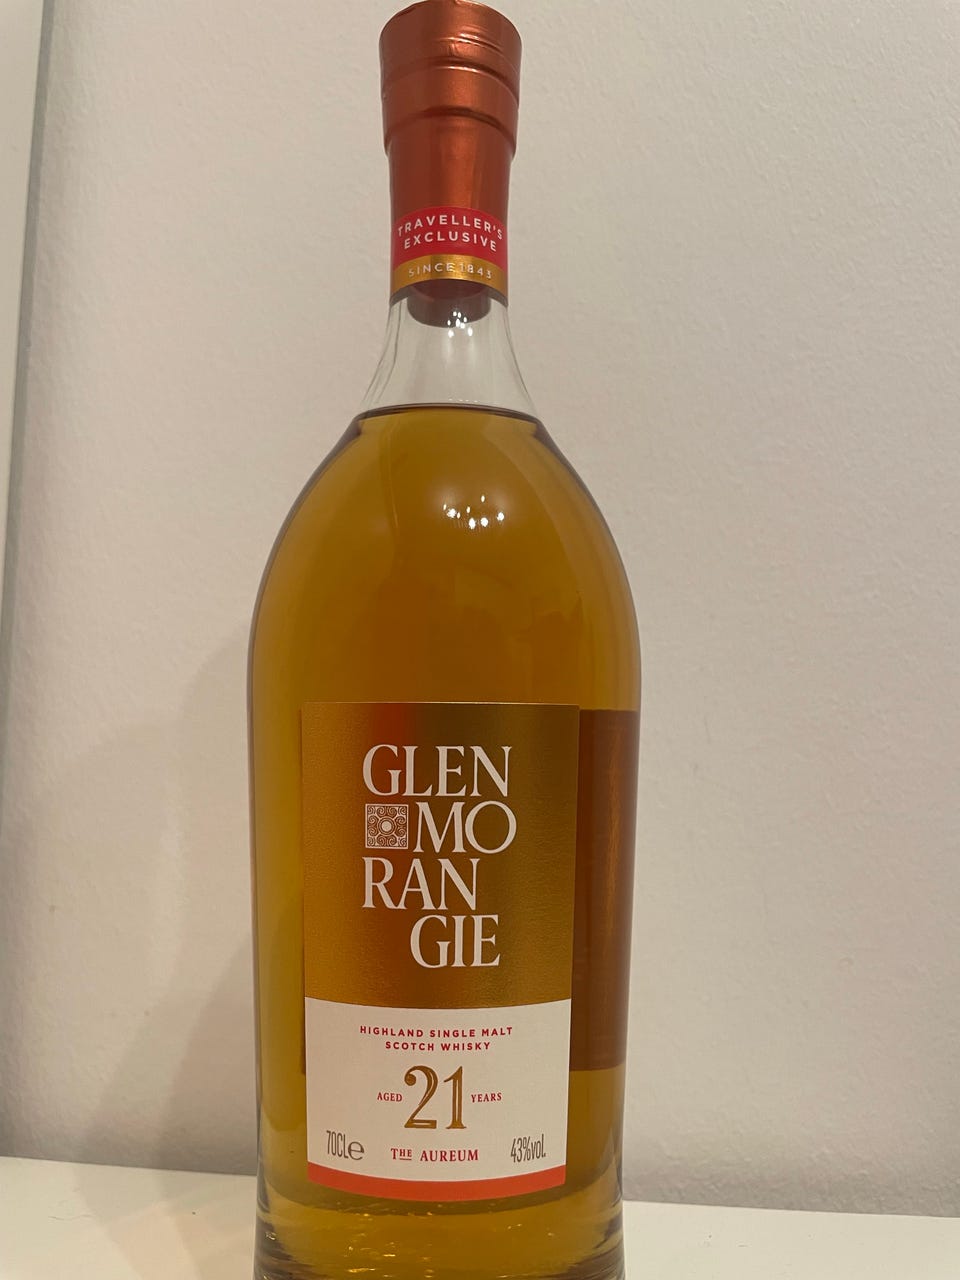 TRAVELLER'S
EXCLUSIVE
SINCE 1843
GLEN
MO
RAN
GIE
HIGHLAND SINGLE MALT
SCOTCH WHISKY
AGED 21 YEARS
70CLe THE AUREUM 43%vol.